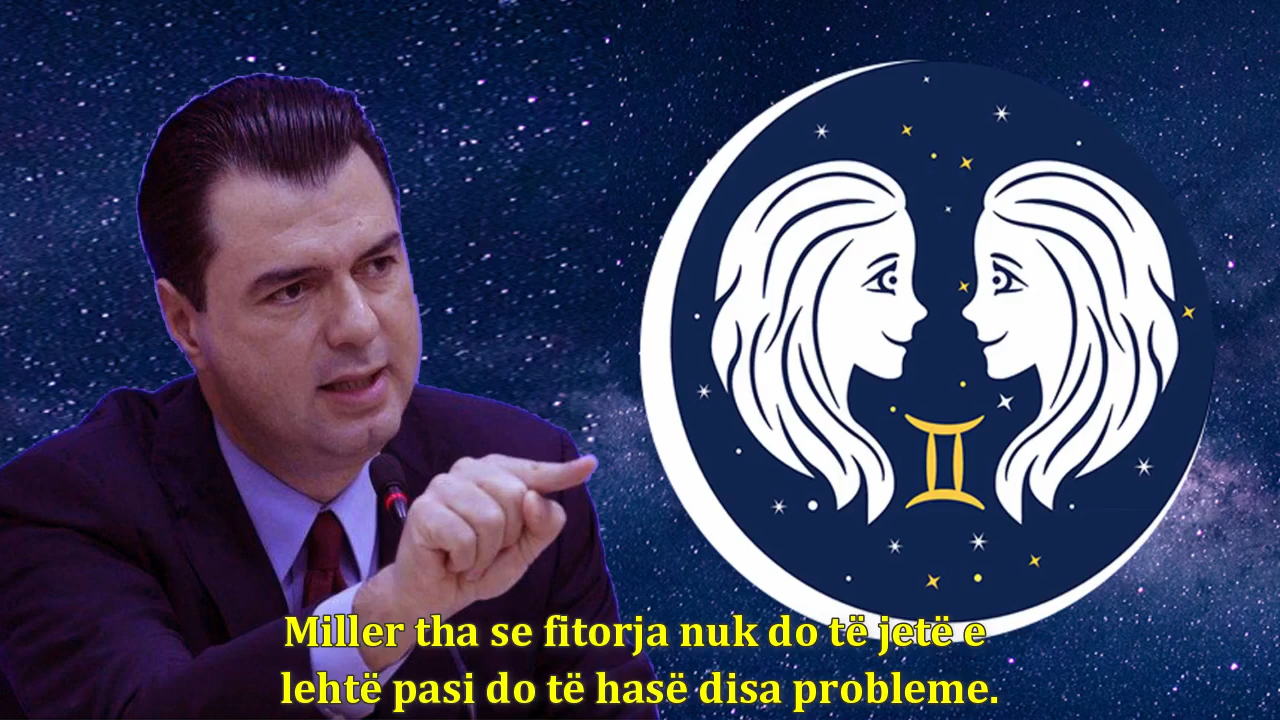 Miller tha se fitorja nuk do të jetë e
lehtë pasi do të hasë disa probleme.